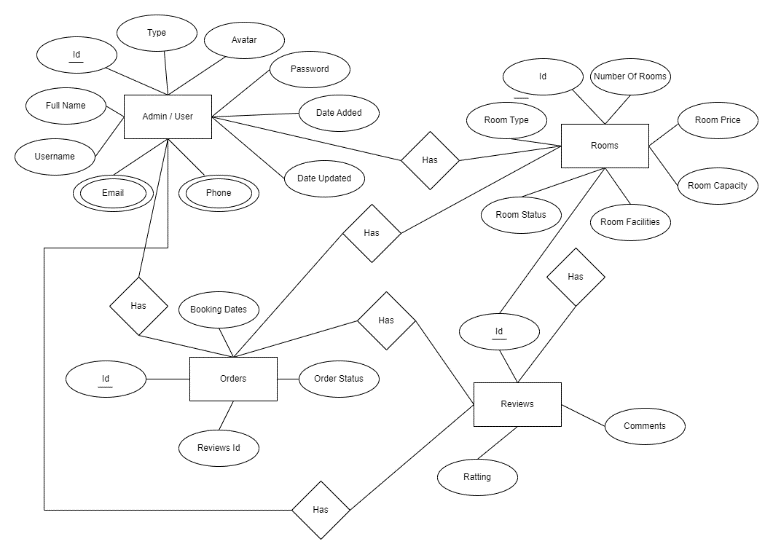 Type
Avatar
Id
Password
Id
Number Of Rooms
Full Name
Admin / User
Date Added
Room Type
Room Price
Rooms
Username
Has
Date Updated
Room Capacity
Email
Phone
Room Status
Room Facilities
Has
Has
Has
Booking Dates
Has
Id
Id
Orders
Order Status
Reviews
Comments
Reviews Id
Ratting
Has